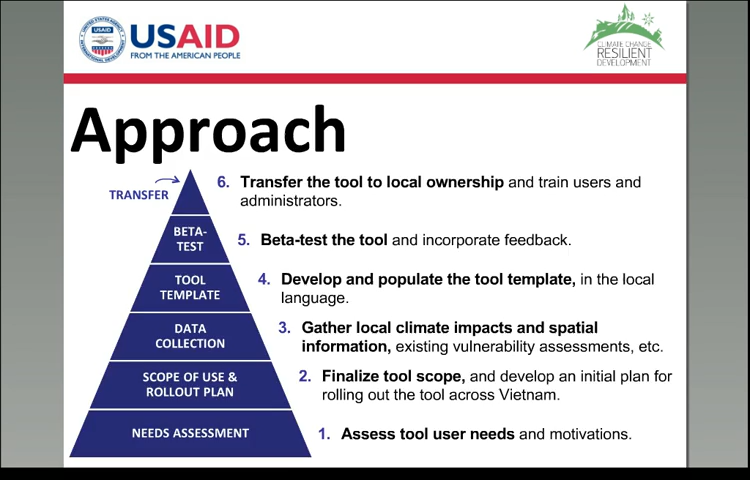 USAID
FROM THE AMERICAN PEOPLE
CLIMATE CHANGE
RESILIENT
DEVELOPMENT
Approach
TRANSFER
6. Transfer the tool to local ownership and train users and
administrators.
BETA-
TEST
5. Beta-test the tool and incorporate feedback.
TOOL
TEMPLATE
4. Develop and populate the tool template, in the local
language.
DATA
COLLECTION
3. Gather local climate impacts and spatial
information, existing vulnerability assessments, etc.
SCOPE OF USE &
ROLLOUT PLAN
2. Finalize tool scope, and develop an initial plan for
rolling out the tool across Vietnam.
NEEDS ASSESSMENT
1. Assess tool user needs and motivations.